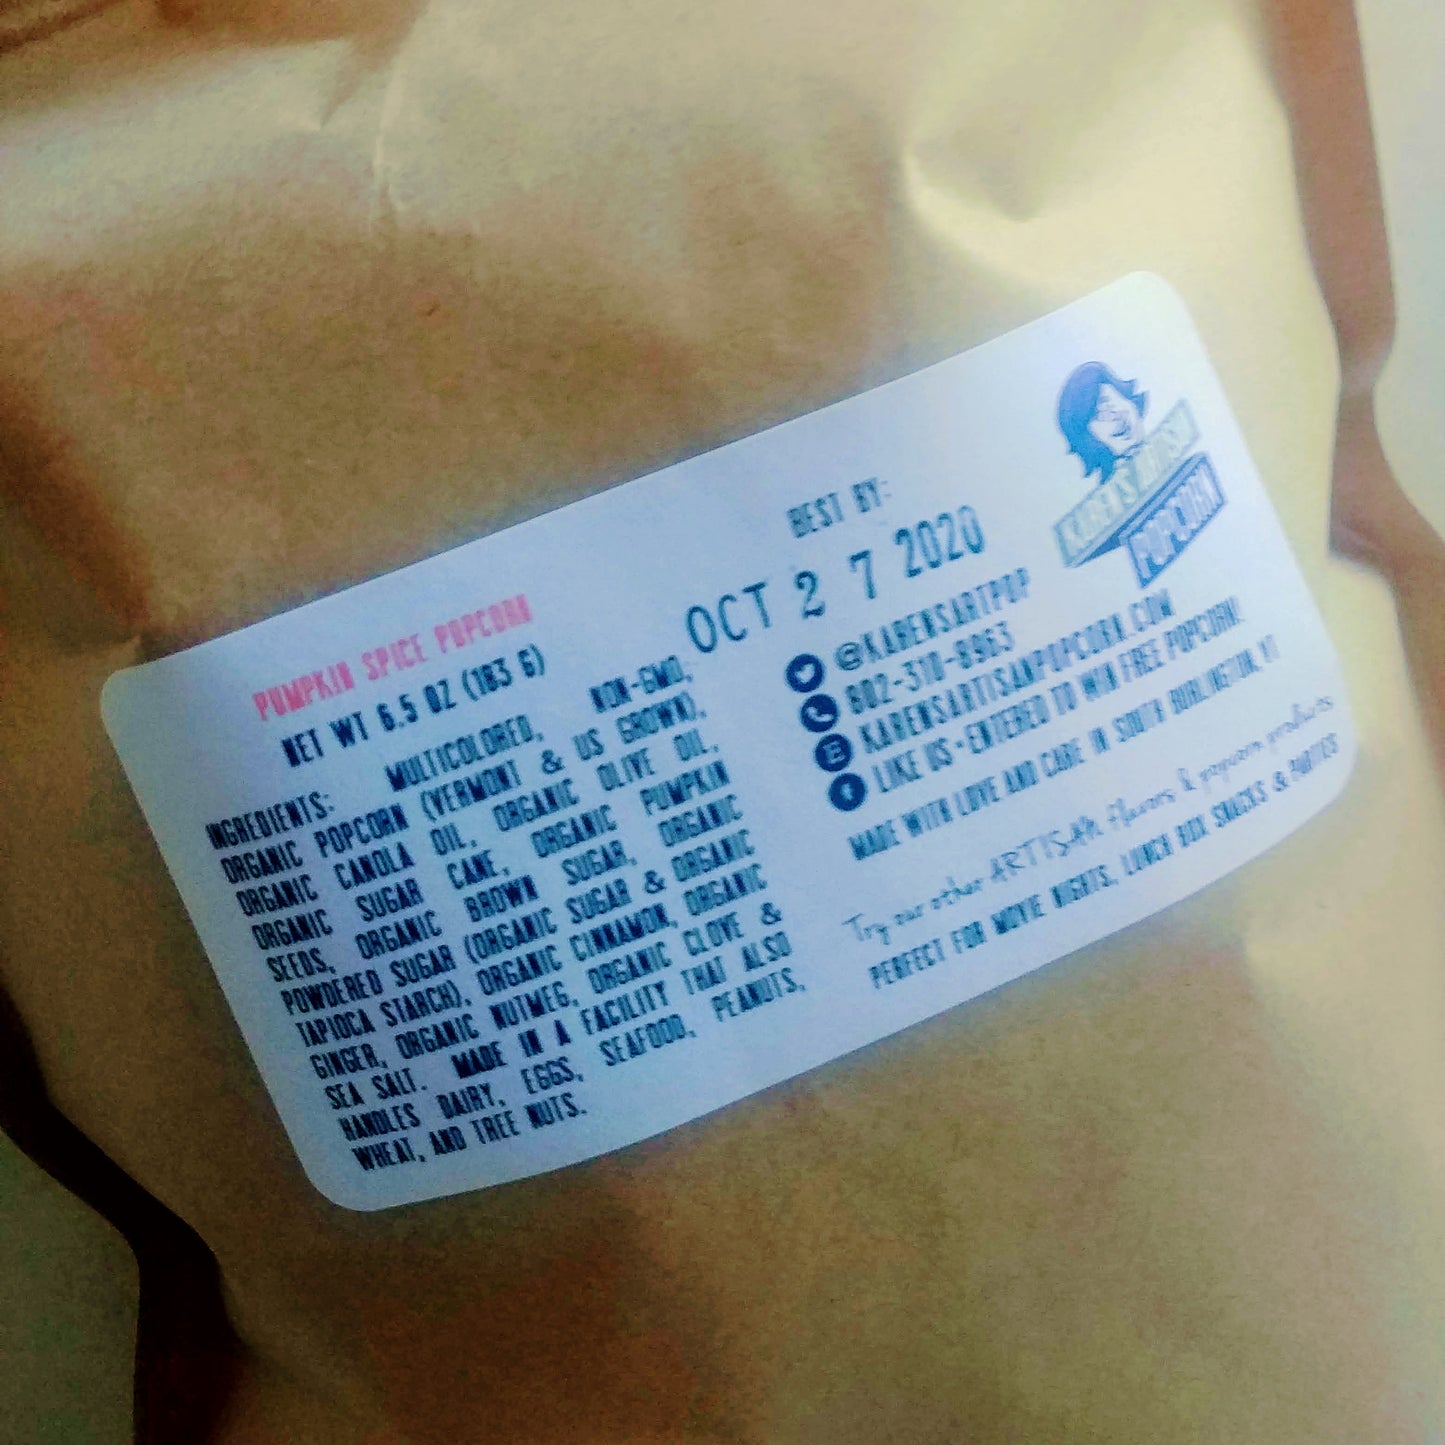 PUMPKIN SPICE POPCORN
NET WT 6.5 OZ (183 G)
INGREDIENTS: MULTICOLORED, NON-GMO,
ORGANIC POPCORN (VERMONT & US GROWN),
ORGANIC CANOLA OIL, ORGANIC OLIVE OIL,
ORGANIC SUGAR CANE, ORGANIC PUMPKIN
SEEDS, ORGANIC BROWN SUGAR, ORGANIC
POWDERED SUGAR (ORGANIC SUGAR & ORGANIC
TAPIOCA STARCH), ORGANIC CINNAMON, ORGANIC
GINGER, ORGANIC NUTMEG, ORGANIC CLOVE &
SEA SALT. MADE IN A FACILITY THAT ALSO
HANDLES DAIRY, EGGS, SEAFOOD, PEANUTS,
WHEAT, AND TREE NUTS.
BEST BY:
OCT 2 7 2020
KAREN'S ARTISAN
POPCORN
@KARENSARTPOP
802-310-8963
KARENSARTISANPOPCORN.COM
LIKE US-ENTERED TO WIN FREE POPCORN!
MADE WITH LOVE AND CARE IN SOUTH BURLINGTON, VT
Try our other ARTISAN flavors & popcorn products
PERFECT FOR MOVIE NIGHTS, LUNCH BOX SNACKS & PARTIES